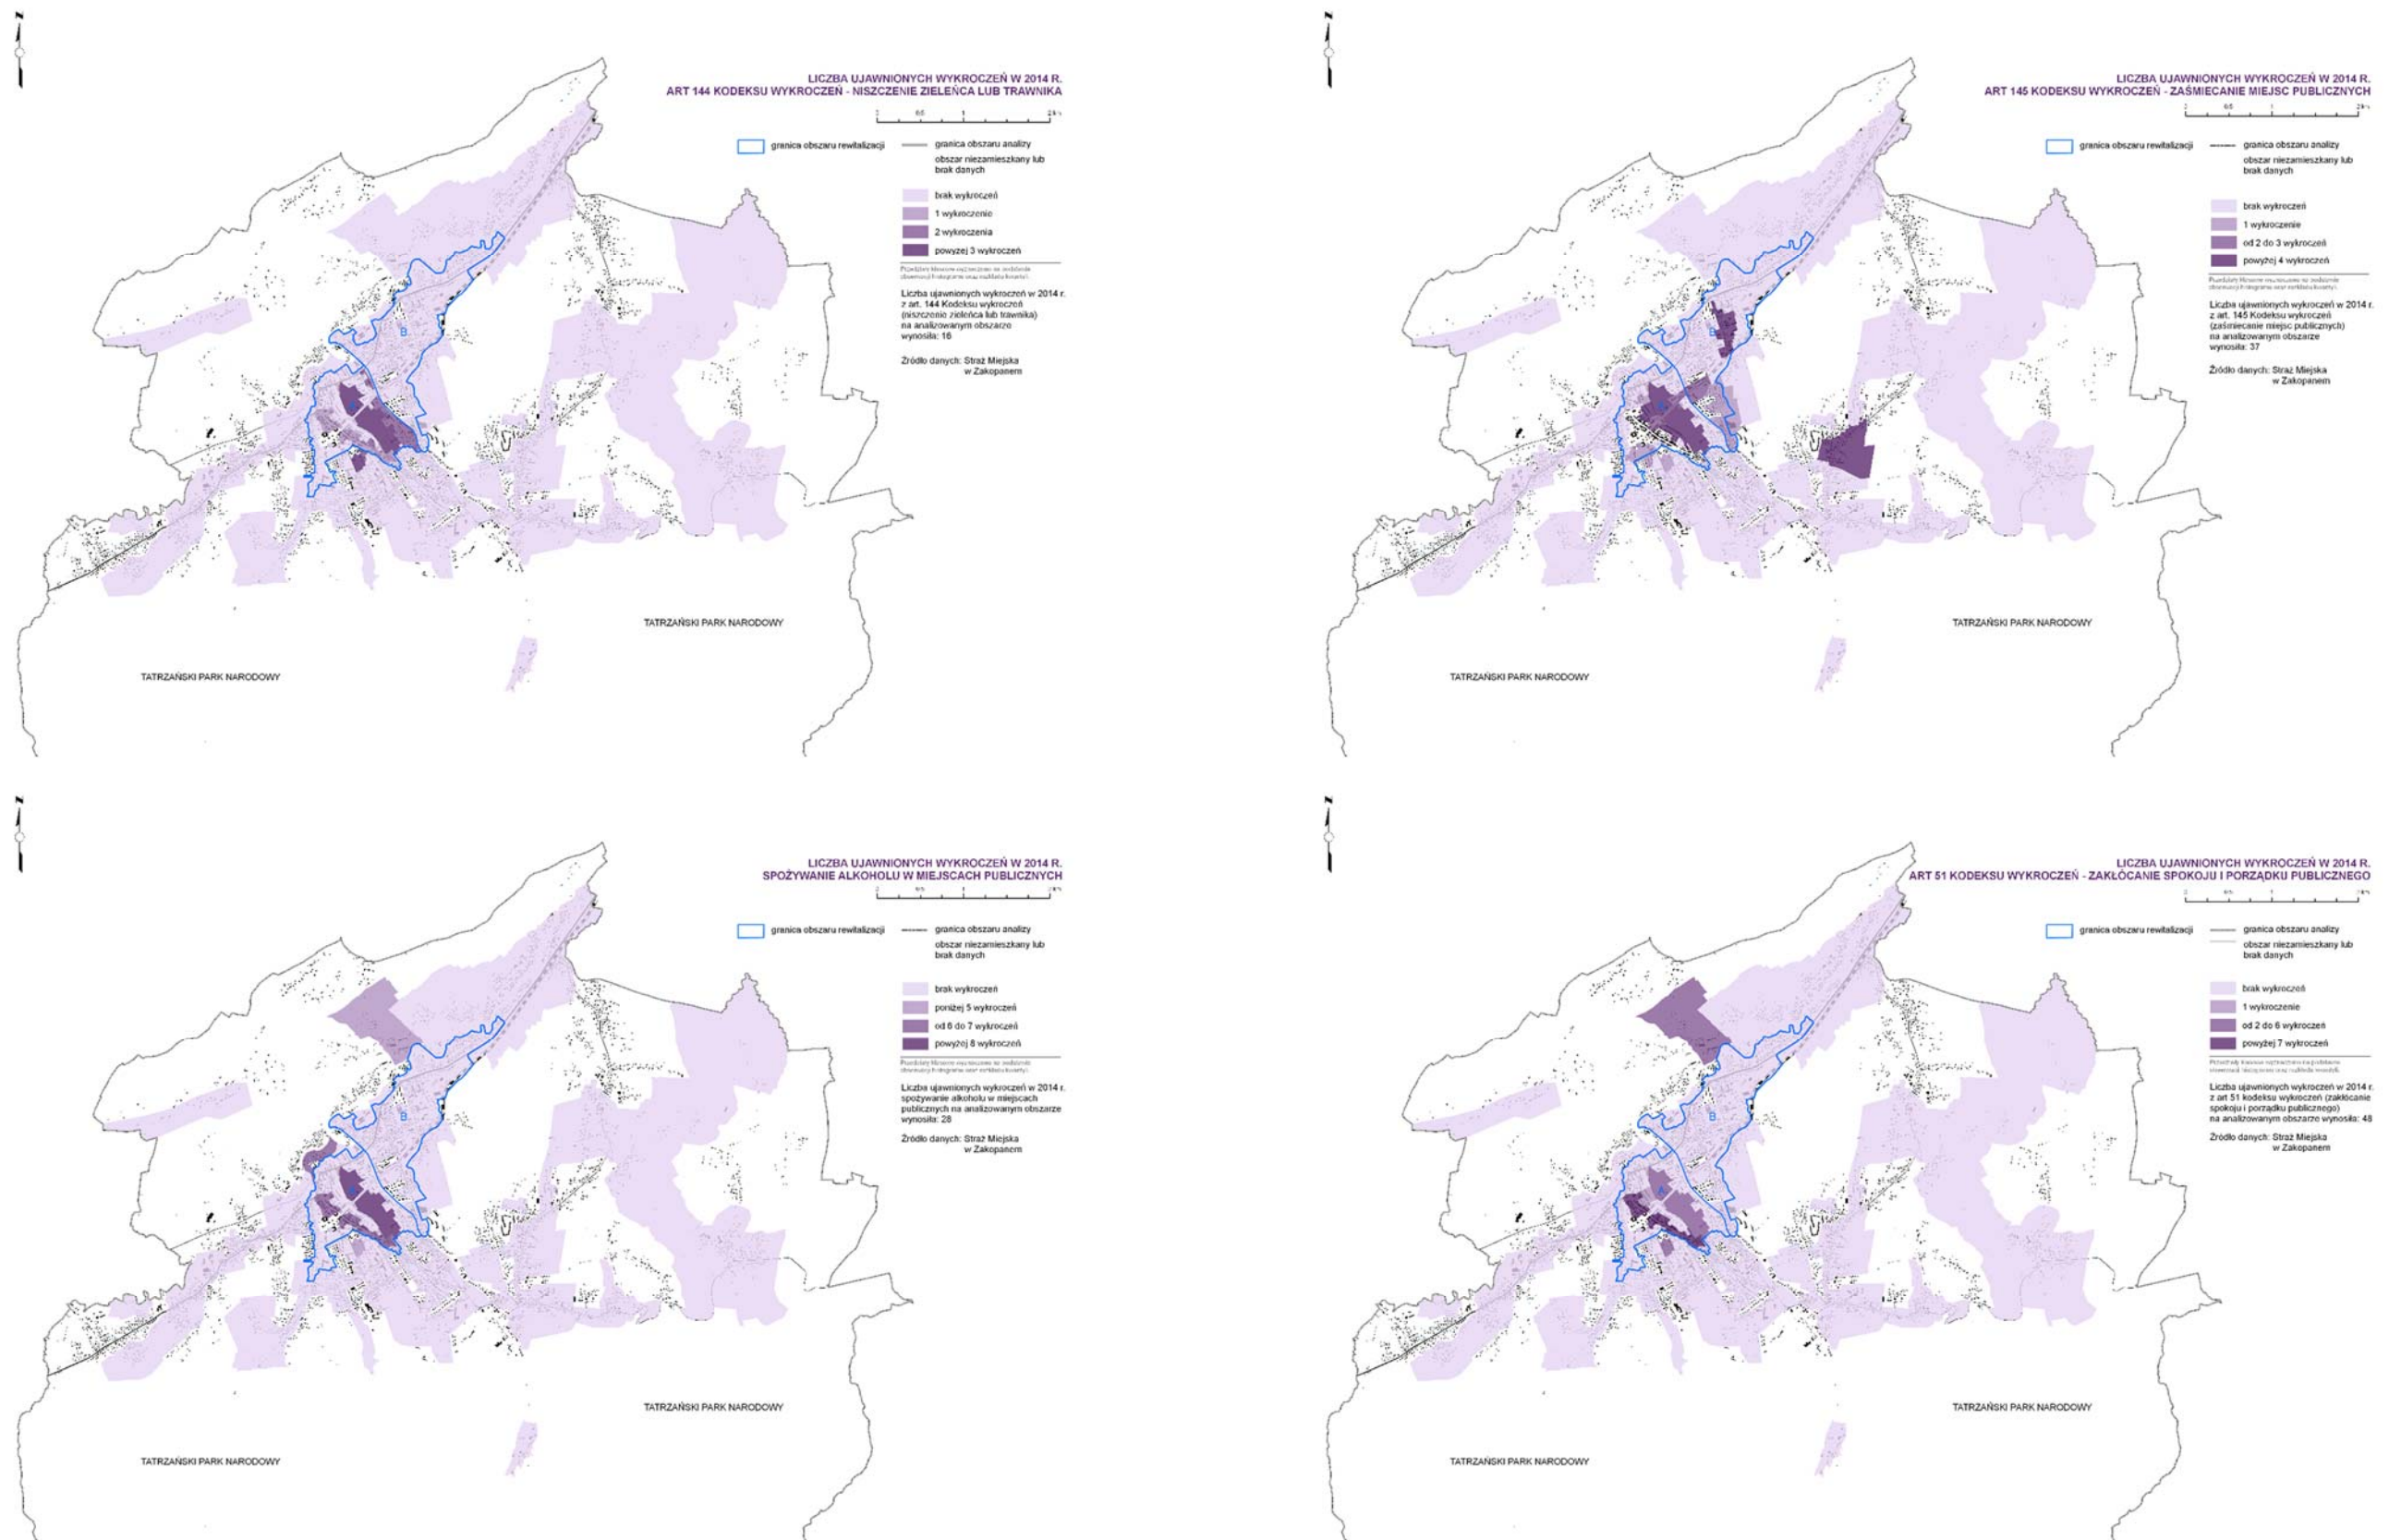 N
LICZBA UJAWNIONYCH WYKROCZEŃ W 2014 R.
ART 144 KODEKSU WYKROCZEŃ - NISZCZENIE ZIELEŃCA LUB TRAWNIKA
granica obszaru rewitalizacji
granica obszaru analizy
obszar niezamieszkany lub
brak danych
brak wykroczeń
1 wykroczenie
2 wykroczenia
powyżej 3 wykroczeń
Liczba ujawnionych wykroczeń w 2014 r.
z art. 144 Kodeksu wykroczeń
(niszczenie zieleńca lub trawnika)
na analizowanym obszarze
wynosiła: 16
Źródło danych: Straż Miejska
w Zakopanem
B
A
TATRZAŃSKI PARK NARODOWY
TATRZAŃSKI PARK NARODOWY
N
LICZBA UJAWNIONYCH WYKROCZEŃ W 2014 R.
ART 145 KODEKSU WYKROCZEŃ - ZAŚMIECANIE MIEJSC PUBLICZNYCH
granica obszaru rewitalizacji
granica obszaru analizy
obszar niezamieszkany lub
brak danych
brak wykroczeń
1 wykroczenie
od 2 do 3 wykroczeń
powyżej 4 wykroczeń
Liczba ujawnionych wykroczeń w 2014 r.
z art. 145 Kodeksu wykroczeń
(zaśmiecanie miejsc publicznych)
na analizowanym obszarze
wynosiła: 37
Źródło danych: Straż Miejska
w Zakopanem
B
A
TATRZAŃSKI PARK NARODOWY
TATRZAŃSKI PARK NARODOWY
N
LICZBA UJAWNIONYCH WYKROCZEŃ W 2014 R.
SPOŻYWANIE ALKOHOLU W MIEJSCACH PUBLICZNYCH
granica obszaru rewitalizacji
granica obszaru analizy
obszar niezamieszkany lub
brak danych
brak wykroczeń
poniżej 5 wykroczeń
od 6 do 7 wykroczeń
powyżej 8 wykroczeń
Liczba ujawnionych wykroczeń w 2014 r.
spożywanie alkoholu w miejscach
publicznych na analizowanym obszarze
wynosiła: 28
Źródło danych: Straż Miejska
w Zakopanem
B
A
TATRZAŃSKI PARK NARODOWY
TATRZAŃSKI PARK NARODOWY
N
LICZBA UJAWNIONYCH WYKROCZEŃ W 2014 R.
ART 51 KODEKSU WYKROCZEŃ - ZAKŁÓCANIE SPOKOJU I PORZĄDKU PUBLICZNEGO
granica obszaru rewitalizacji
granica obszaru analizy
obszar niezamieszkany lub
brak danych
brak wykroczeń
1 wykroczenie
od 2 do 6 wykroczeń
powyżej 7 wykroczeń
Liczba ujawnionych wykroczeń w 2014 r.
z art 51 kodeksu wykroczeń (zakłócanie
spokoju i porządku publicznego)
na analizowanym obszarze wynosiła: 48
Źródło danych: Straż Miejska
w Zakopanem
B
A
TATRZAŃSKI PARK NARODOWY
TATRZAŃSKI PARK NARODOWY